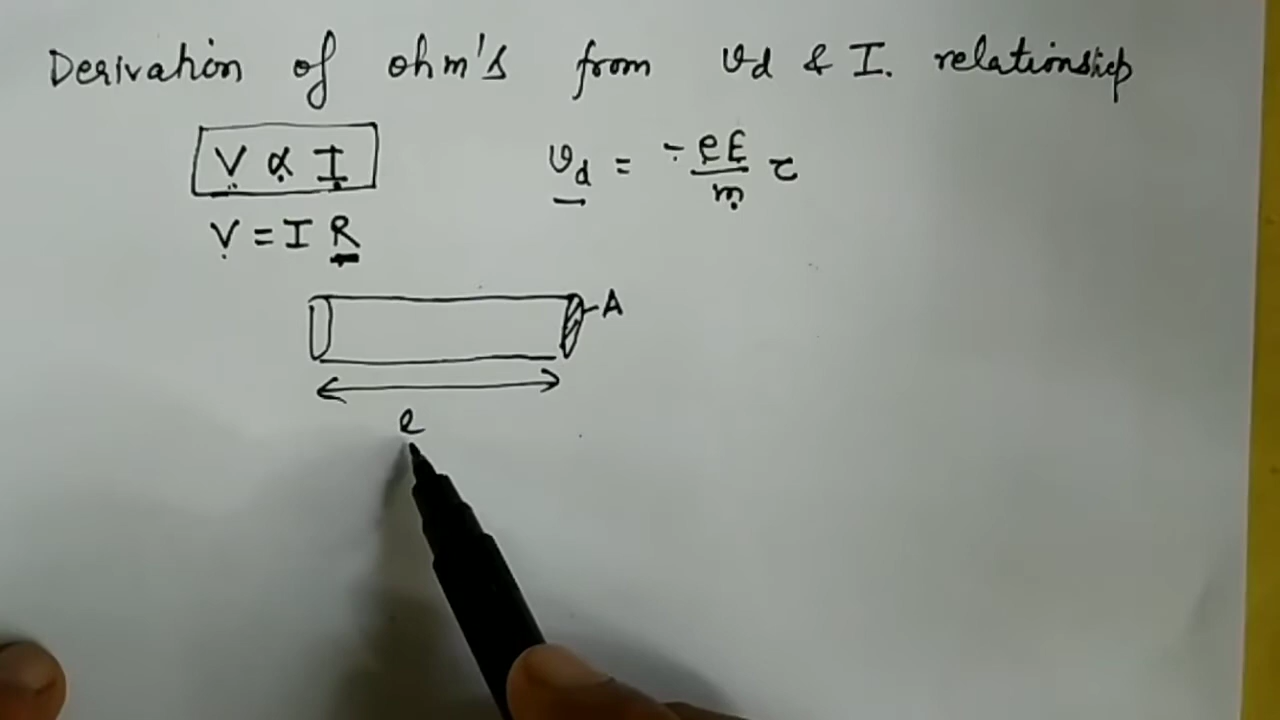 Derivation of ohm's from vd & I. relationship
V ∝ I
vd = - eE/m τ
V = I R
A
l